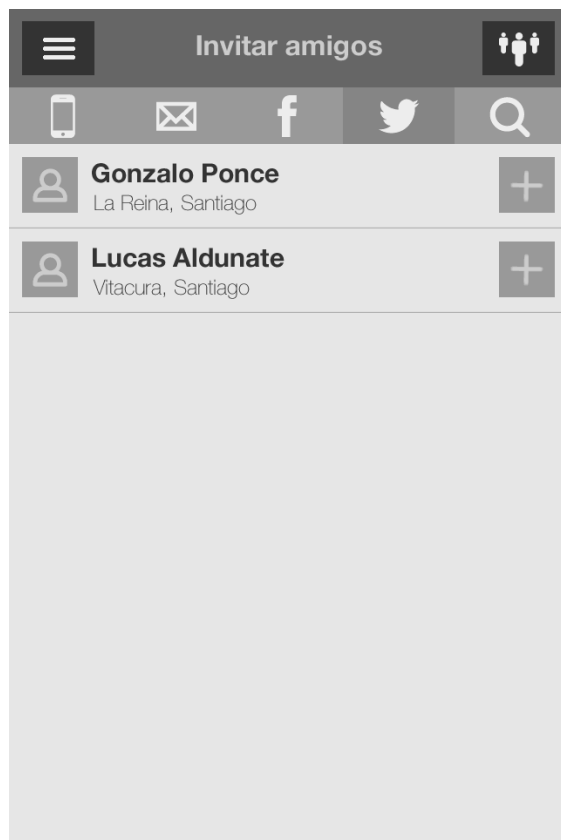 Invitar amigos
Gonzalo Ponce
La Reina, Santiago
Lucas Aldunate
Vitacura, Santiago